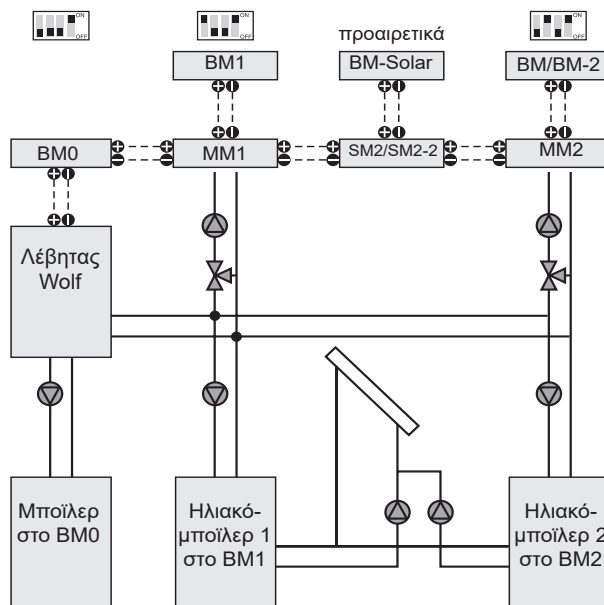 ON
OFF
ON
OFF
ON
OFF
προαιρετικά
BM1
BM-Solar
BM/BM-2
BM0
MM1
SM2/SM2-2
MM2
Λέβητας
Wolf
Μποϊλερ
στο BM0
Ηλιακό-
μποϊλερ 1
στο BM1
Ηλιακό-
μποϊλερ 2
στο BM2